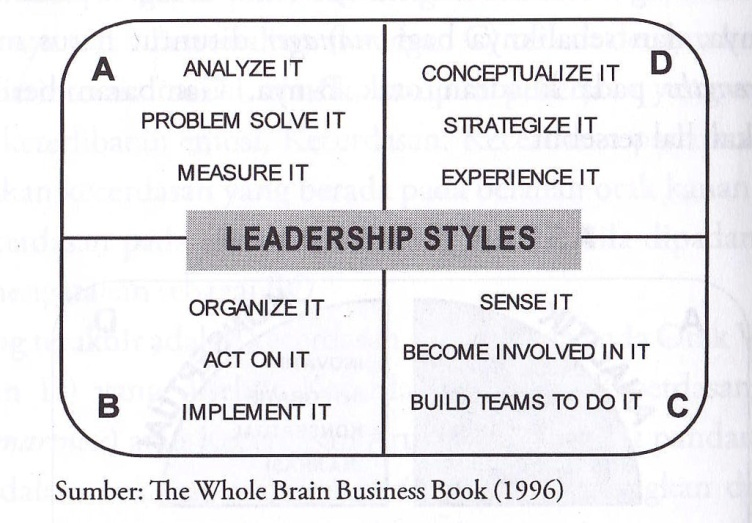 A
ANALYZE IT
PROBLEM SOLVE IT
MEASURE IT
D
CONCEPTUALIZE IT
STRATEGIZE IT
EXPERIENCE IT
LEADERSHIP STYLES
B
ORGANIZE IT
ACT ON IT
IMPLEMENT IT
SENSE IT
BECOME INVOLVED IN IT
BUILD TEAMS TO DO IT
C
Sumber: The Whole Brain Business Book (1996)